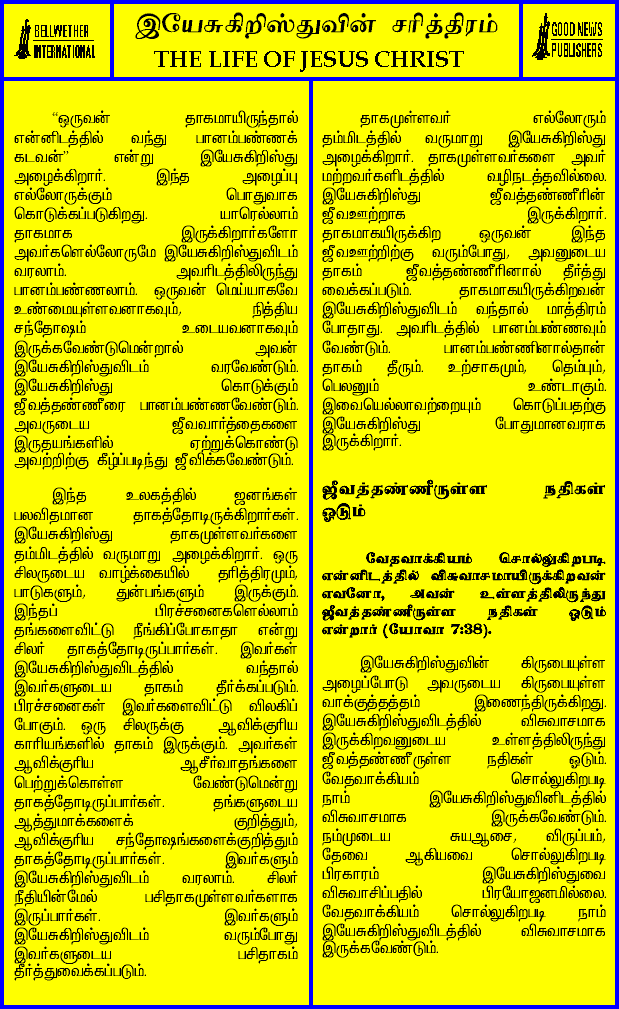 BELLWETHER
INTERNATIONAL
இயேசுகிறிஸ்துவின் சரித்திரம்
THE LIFE OF JESUS CHRIST
GOOD NEWS
PUBLISHERS
“ஒருவன் தாகமாயிருந்தால்
என்னிடத்தில் வந்து பானம்பண்ணக்
கடவன்” என்று இயேசுகிறிஸ்து
அழைக்கிறார். இந்த அழைப்பு
எல்லோருக்கும் பொதுவாக
கொடுக்கப்படுகிறது. யாரெல்லாம்
தாகமாக இருக்கிறார்களோ
அவர்களெல்லோருமே இயேசுகிறிஸ்துவிடம்
வரலாம். அவரிடத்திலிருந்து
பானம்பண்ணலாம். ஒருவன் மெய்யாகவே
உண்மையுள்ளவனாகவும், நித்திய
சந்தோஷம் உடையவனாகவும்
இருக்கவேண்டுமென்றால் அவன்
இயேசுகிறிஸ்துவிடம் வரவேண்டும்.
இயேசுகிறிஸ்து கொடுக்கும்
ஜீவத்தண்ணீரை பானம்பண்ணவேண்டும்.
அவருடைய ஜீவவார்த்தைகளை
இருதயங்களில் ஏற்றுக்கொண்டு
அவற்றிற்கு கீழ்ப்படிந்து ஜீவிக்கவேண்டும்.
இந்த உலகத்தில் ஜனங்கள்
பலவிதமான தாகத்தோடிருக்கிறார்கள்.
இயேசுகிறிஸ்து தாகமுள்ளவர்களை
தம்மிடத்தில் வருமாறு அழைக்கிறார். ஒரு
சிலருடைய வாழ்க்கையில் தரித்திரமும்,
பாடுகளும், துன்பங்களும் இருக்கும்.
இந்தப் பிரச்சனைகளெல்லாம்
தங்களைவிட்டு நீங்கிப்போகாதா என்று
சிலர் தாகத்தோடிருப்பார்கள். இவர்கள்
இயேசுகிறிஸ்துவிடத்தில் வந்தால்
இவர்களுடைய தாகம் தீர்க்கப்படும்.
பிரச்சனைகள் இவர்களைவிட்டு விலகிப்
போகும். ஒரு சிலருக்கு ஆவிக்குரிய
காரியங்களில் தாகம் இருக்கும். அவர்கள்
ஆவிக்குரிய ஆசீர்வாதங்களை
பெற்றுக்கொள்ள வேண்டுமென்று
தாகத்தோடிருப்பார்கள். தங்களுடைய
ஆத்துமாக்களைக் குறித்தும்,
ஆவிக்குரிய சந்தோஷங்களைக்குறித்தும்
தாகத்தோடிருப்பார்கள். இவர்களும்
இயேசுகிறிஸ்துவிடம் வரலாம். சிலர்
நீதியின்மேல் பசிதாகமுள்ளவர்களாக
இருப்பார்கள். இவர்களும்
இயேசுகிறிஸ்துவிடம் வரும்போது
இவர்களுடைய பசிதாகம்
தீர்த்துவைக்கப்படும்.
தாகமுள்ளவர் எல்லோரும்
தம்மிடத்தில் வருமாறு இயேசுகிறிஸ்து
அழைக்கிறார். தாகமுள்ளவர்களை அவர்
மற்றவர்களிடத்தில் வழிநடத்தவில்லை.
இயேசுகிறிஸ்து ஜீவத்தண்ணீரின்
ஜீவஊற்றாக இருக்கிறார்.
தாகமாகயிருக்கிற ஒருவன் இந்த
ஜீவஊற்றிற்கு வரும்போது, அவனுடைய
தாகம் ஜீவத்தண்ணீரினால் தீர்த்து
வைக்கப்படும். தாகமாகயிருக்கிறவன்
இயேசுகிறிஸ்துவிடம் வந்தால் மாத்திரம்
போதாது. அவரிடத்தில் பானம்பண்ணவும்
வேண்டும். பானம்பண்ணினால்தான்
தாகம் தீரும். உற்சாகமும், தெம்பும்,
பெலனும் உண்டாகும்.
இவையெல்லாவற்றையும் கொடுப்பதற்கு
இயேசுகிறிஸ்து போதுமானவராக
இருக்கிறார்.
ஜீவத்தண்ணீருள்ள நதிகள்
ஓடும்
வேதவாக்கியம் சொல்லுகிறபடி
என்னிடத்தில் விசுவாசமாயிருக்கிறவன்
எவனோ, அவன் உள்ளத்திலிருந்து
ஜீவத்தண்ணீருள்ள நதிகள் ஓடும்
என்றார் (யோவா 7:38).
இயேசுகிறிஸ்துவின் கிருபையுள்ள
அழைப்போடு அவருடைய கிருபையுள்ள
வாக்குத்தத்தம் இணைந்திருக்கிறது.
இயேசுகிறிஸ்துவிடத்தில் விசுவாசமாக
இருக்கிறவனுடைய உள்ளத்திலிருந்து
ஜீவத்தண்ணீருள்ள நதிகள் ஓடும்.
வேதவாக்கியம் சொல்லுகிறபடி
நாம் இயேசுகிறிஸ்துவினிடத்தில்
விசுவாசமாக இருக்கவேண்டும்.
நம்முடைய சுயஆசை, விருப்பம்,
தேவை ஆகியவை சொல்லுகிறபடி
பிரகாரம் இயேசுகிறிஸ்துவை
விசுவாசிப்பதில் பிரயோஜனமில்லை.
வேதவாக்கியம் சொல்லுகிறபடி நாம்
இயேசுகிறிஸ்துவிடத்தில் விசுவாசமாக
இருக்கவேண்டும்.